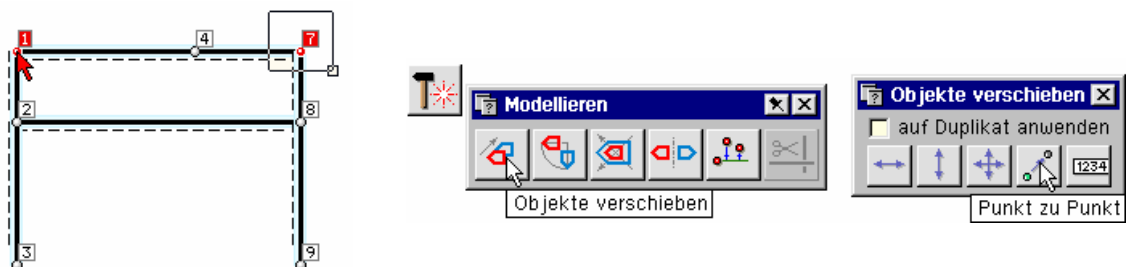 1
4
7
2
8
3
9
Modellieren
Objekte verschieben
Objekte verschieben
auf Duplikat anwenden
1234
Punkt zu Punkt